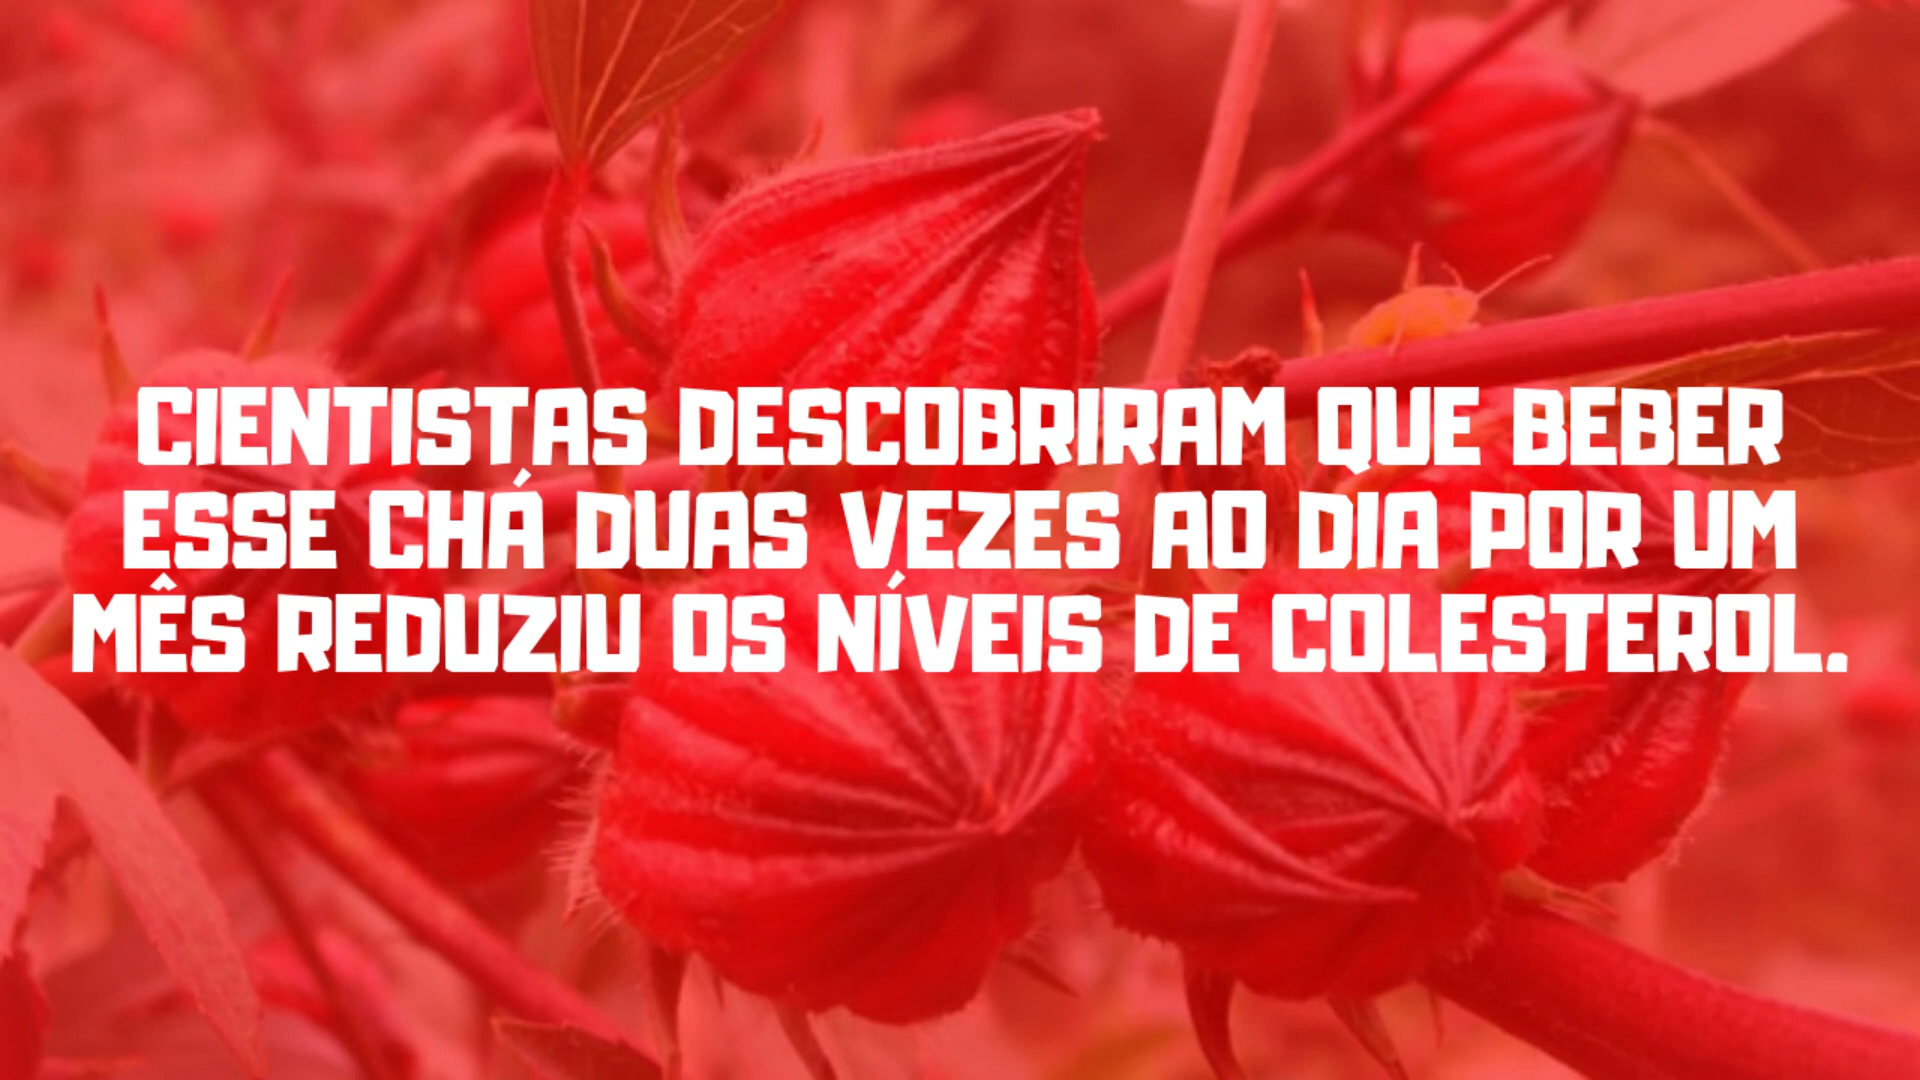 CIENTISTAS DESCOBRIRAM QUE BEBER
ESSE CHÁ DUAS VEZES AO DIA POR UM
MÊS REDUZIU OS NÍVEIS DE COLESTEROL.